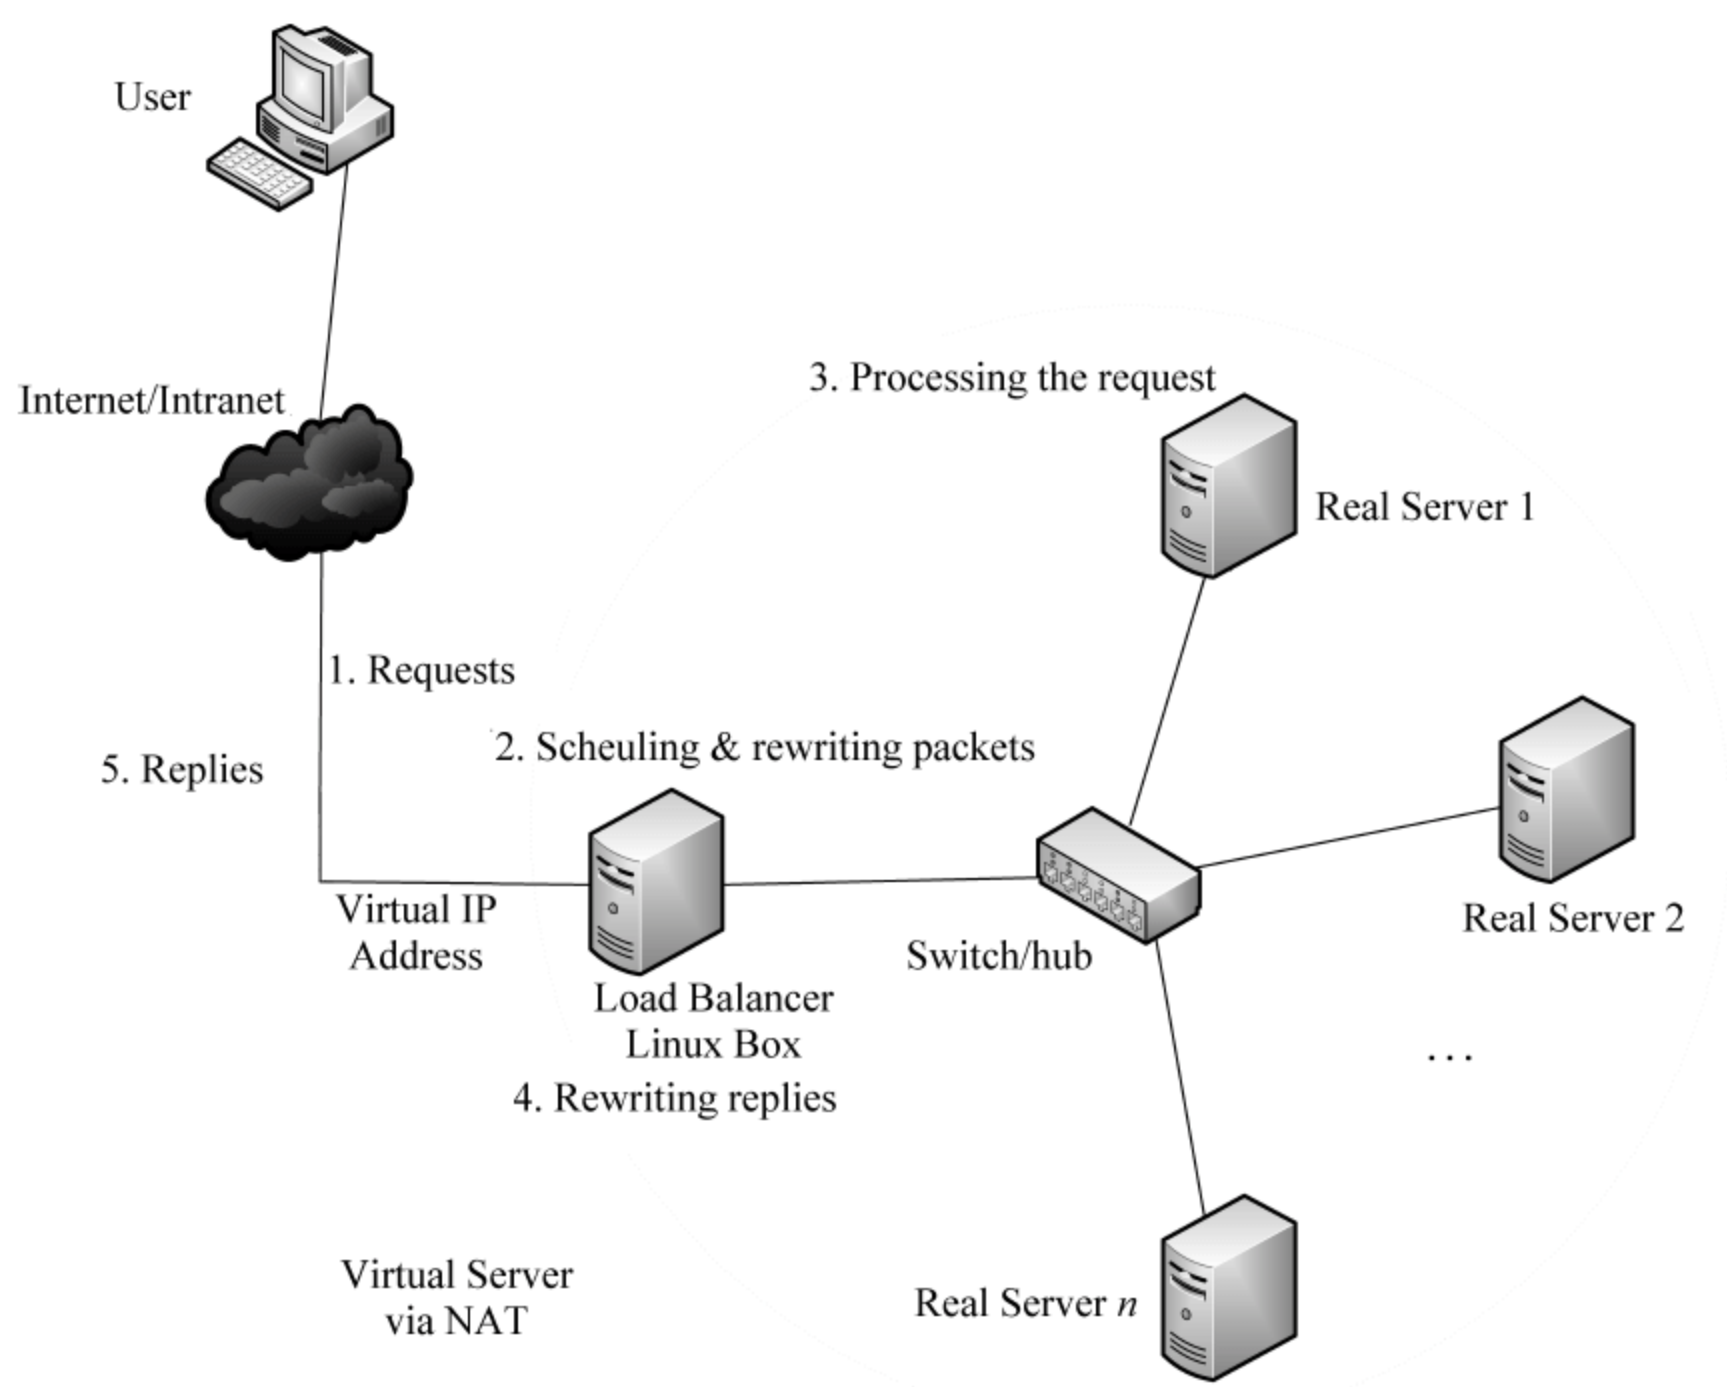 User
Internet/Intranet
3. Processing the request
Real Server 1
1. Requests
2. Scheuling & rewriting packets
5. Replies
Virtual IP
Address
Switch/hub
Real Server 2
Load Balancer
Linux Box
4. Rewriting replies
...
Virtual Server
via NAT
Real Server n